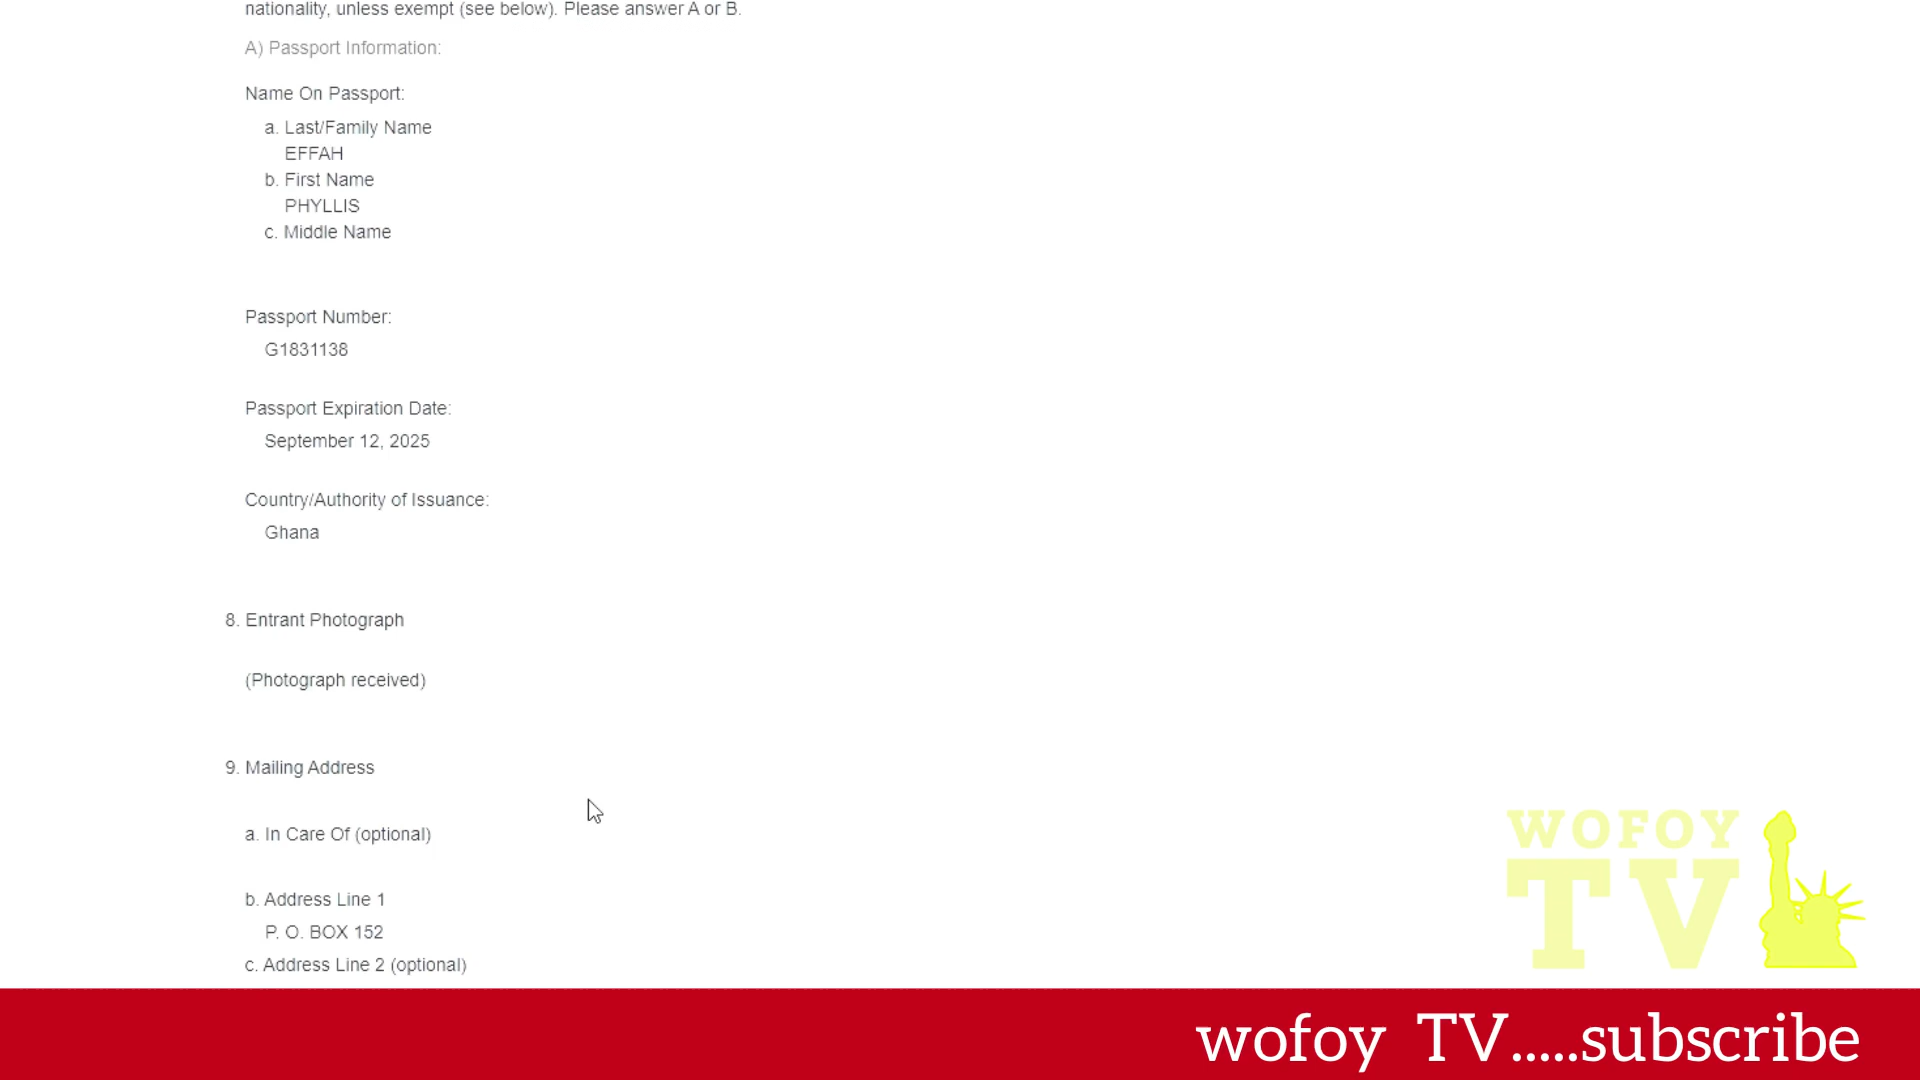 nationality, unless exempt (see below). Please answer A or B.
A) Passport Information:
Name On Passport:
a. Last/Family Name
EFFAH
b. First Name
PHYLLIS
c. Middle Name
Passport Number:
G1831138
Passport Expiration Date:
September 12, 2025
Country/Authority of Issuance:
Ghana
8. Entrant Photograph
(Photograph received)
9. Mailing Address
a. In Care Of (optional)
b. Address Line 1
P. O. BOX 152
c. Address Line 2 (optional)
WOFOY
TV
wofoy TV.....subscribe